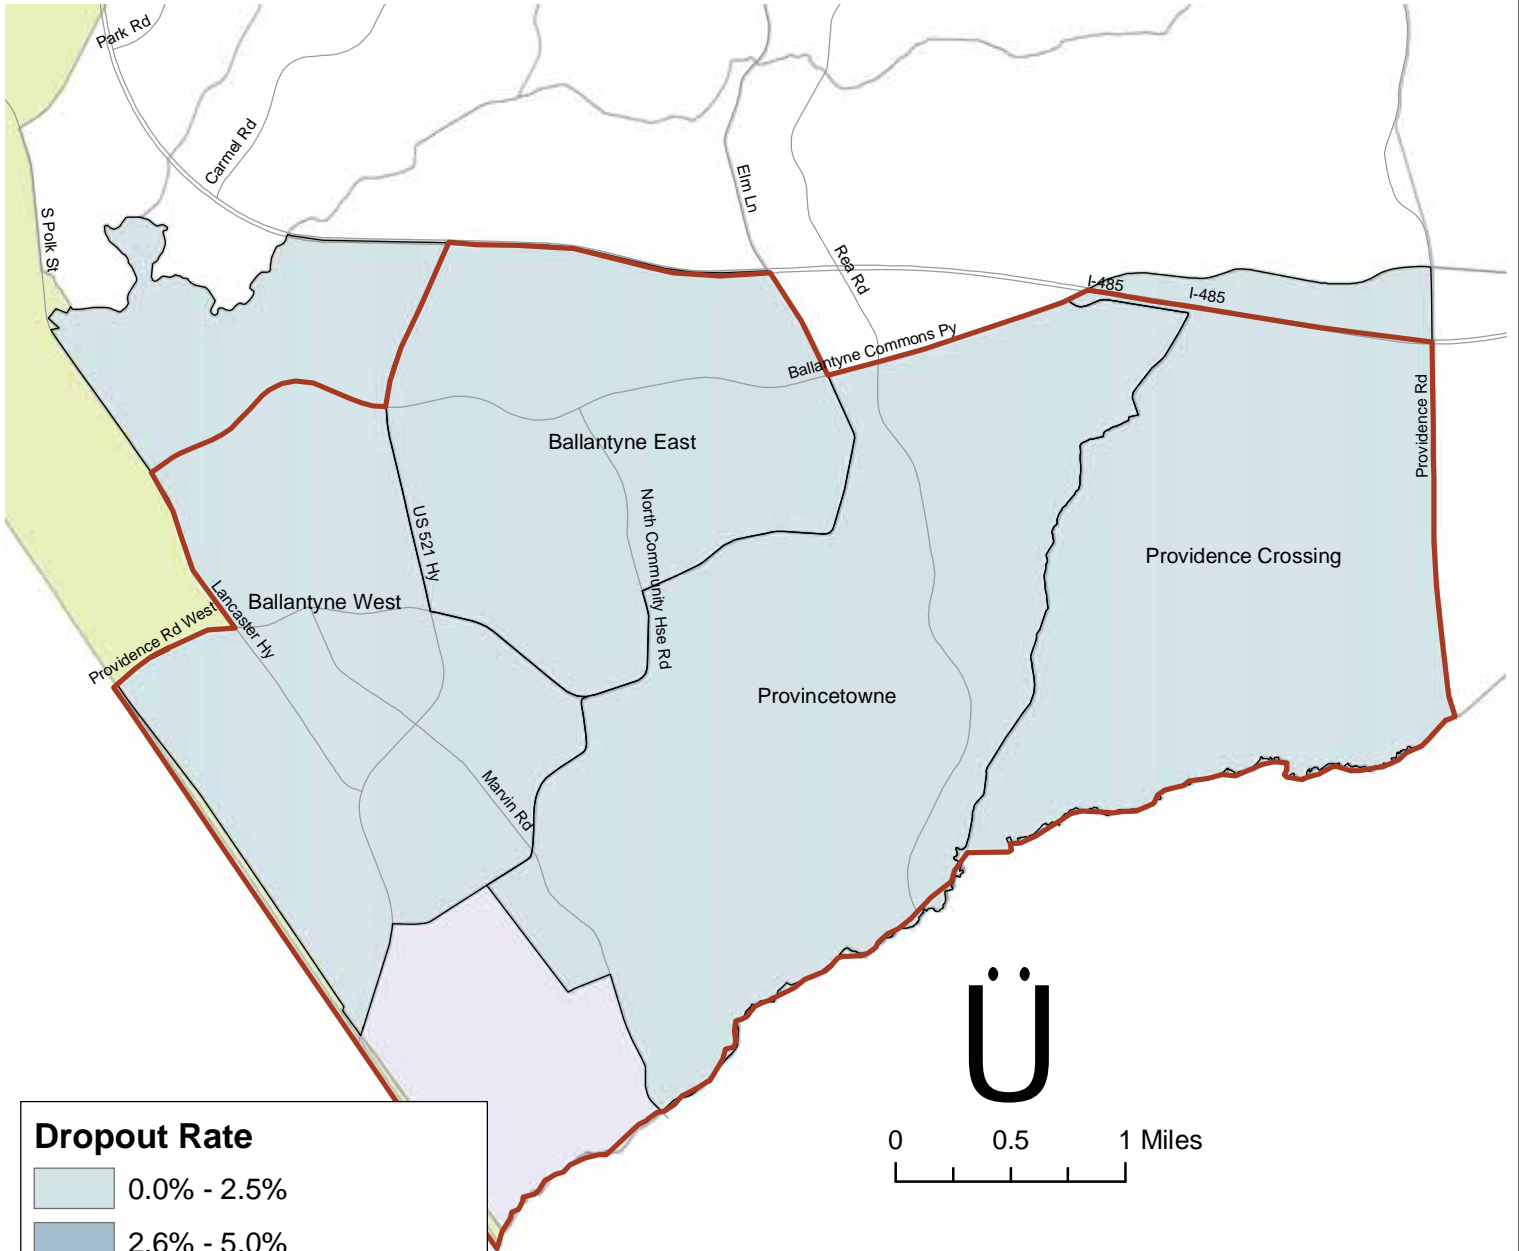 Park Rd
Carmel Rd
S Polk St
Elm Ln
Rea Rd
I-485
I-485
Ballantyne Commons Py
Providence Rd
Ballantyne East
US 521 Hy
North Community Hse Rd
Providence Crossing
Lancaster Hy
Ballantyne West
Providence Rd West
Provincetowne
Marvin Rd
Ü
0 0.5 1 Miles
Dropout Rate
0.0% - 2.5%
2.6% - 5.0%